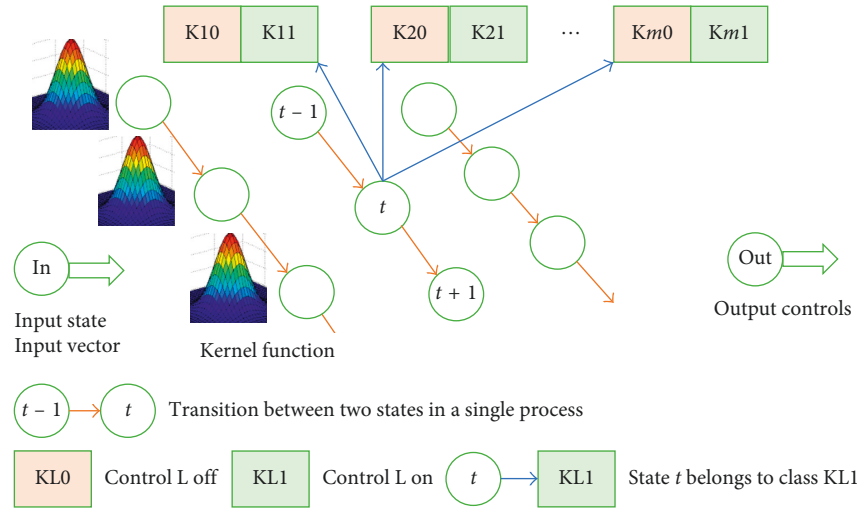 K10 K11 K20 K21 ... Km0 Km1
t – 1
t
t + 1
In
Out
Input state
Input vector
Kernel function
Output controls
t – 1 t Transition between two states in a single process
KL0 Control L off KL1 Control L on t KL1 State t belongs to class KL1